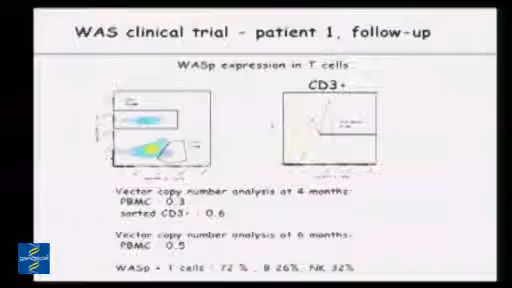 WAS clinical trial - patient 1, follow-up
WASp expression in T cells
CD3+
Vector copy number analysis at 4 months:
PBMC : 0.3
sorted CD3+ : 0.6
Vector copy number analysis at 6 months:
PBMC : 0.5
WASp + T cells : 72 % , B 26%, NK 32%